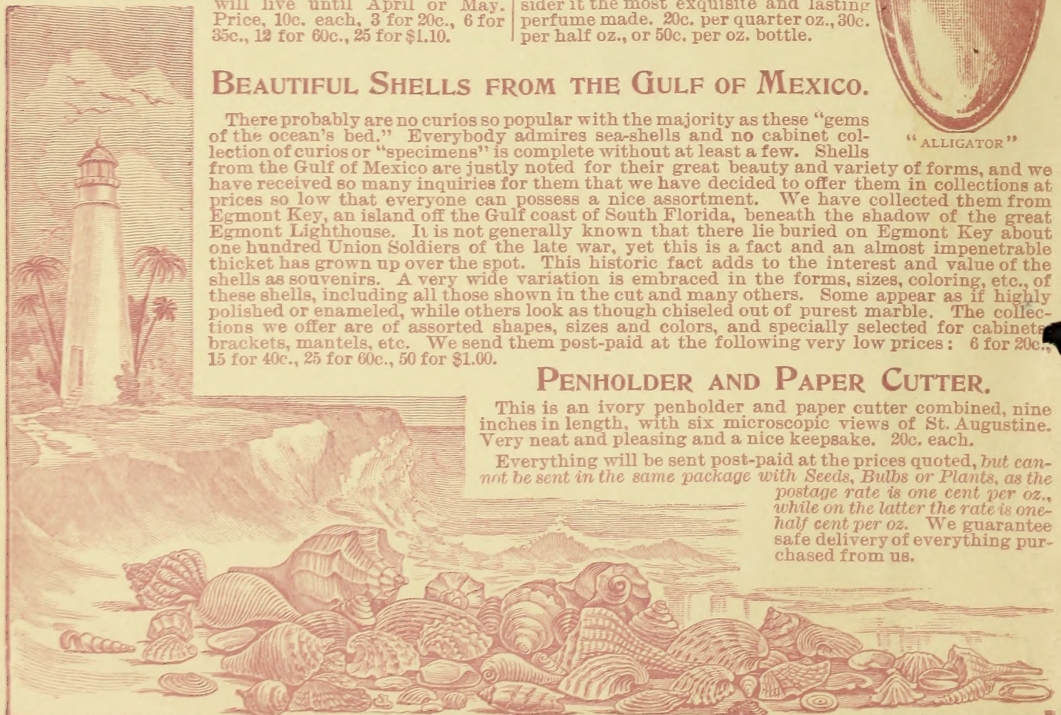 will live until April or May.
Price, 10c. each, 3 for 20c., 6 for
35c., 12 for 60c., 25 for $1.10.
sider it the most exquisite and lasting
perfume made. 20c. per quarter oz., 30c.
per half oz., or 50c. per oz. bottle.
"ALLIGATOR"
BEAUTIFUL SHELLS FROM THE GULF OF MEXICO.
There probably are no curios so popular with the majority as these "gems
of the ocean's bed." Everybody admires sea-shells and no cabinet col-
lection of curios or "specimens" is complete without at least a few. Shells
from the Gulf of Mexico are justly noted for their great beauty and variety of forms, and we
have received so many inquiries for them that we have decided to offer them in collections at
prices so low that everyone can possess a nice assortment. We have collected them from
Egmont Key, an island off the Gulf coast of South Florida, beneath the shadow of the great
Egmont Lighthouse. It is not generally known that there lie buried on Egmont Key about
one hundred Union Soldiers of the late war, yet this is a fact and an almost impenetrable
thicket has grown up over the spot. This historic fact adds to the interest and value of the
shells as souvenirs. A very wide variation is embraced in the forms, sizes, coloring, etc., of
these shells, including all those shown in the cut and many others. Some appear as if highly
polished or enameled, while others look as though chiseled out of purest marble. The collec-
tions we offer are of assorted shapes, sizes and colors, and specially selected for cabinets,
brackets, mantels, etc. We send them post-paid at the following very low prices: 6 for 20c.,
15 for 40c., 25 for 60c., 50 for $1.00.
PENHOLDER AND PAPER CUTTER.
This is an ivory penholder and paper cutter combined, nine
inches in length, with six microscopic views of St. Augustine.
Very neat and pleasing and a nice keepsake. 20c. each.
Everything will be sent post-paid at the prices quoted, but can-
not be sent in the same package with Seeds, Bulbs or Plants, as the
postage rate is one cent per oz.,
while on the latter the rate is one-
half cent per oz. We guarantee
safe delivery of everything pur-
chased from us.